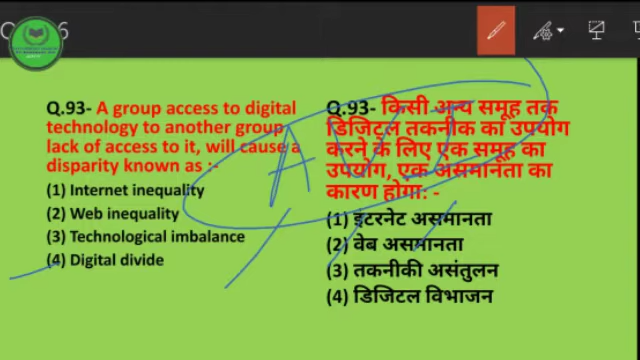 Q.93- A group access to digital
technology to another group
lack of access to it, will cause a
disparity known as :-
(1) Internet inequality
(2) Web inequality
(3) Technological imbalance
(4) Digital divide
Q.93- किसी अन्य समूह तक
डिजिटल तकनीक का उपयोग
करने के लिए एक समूह का
उपयोग, एक असमानता का
कारण होगा: -
(1) इंटरनेट असमानता
(2) वेब असमानता
(3) तकनीकी असंतुलन
(4) डिजिटल विभाजन